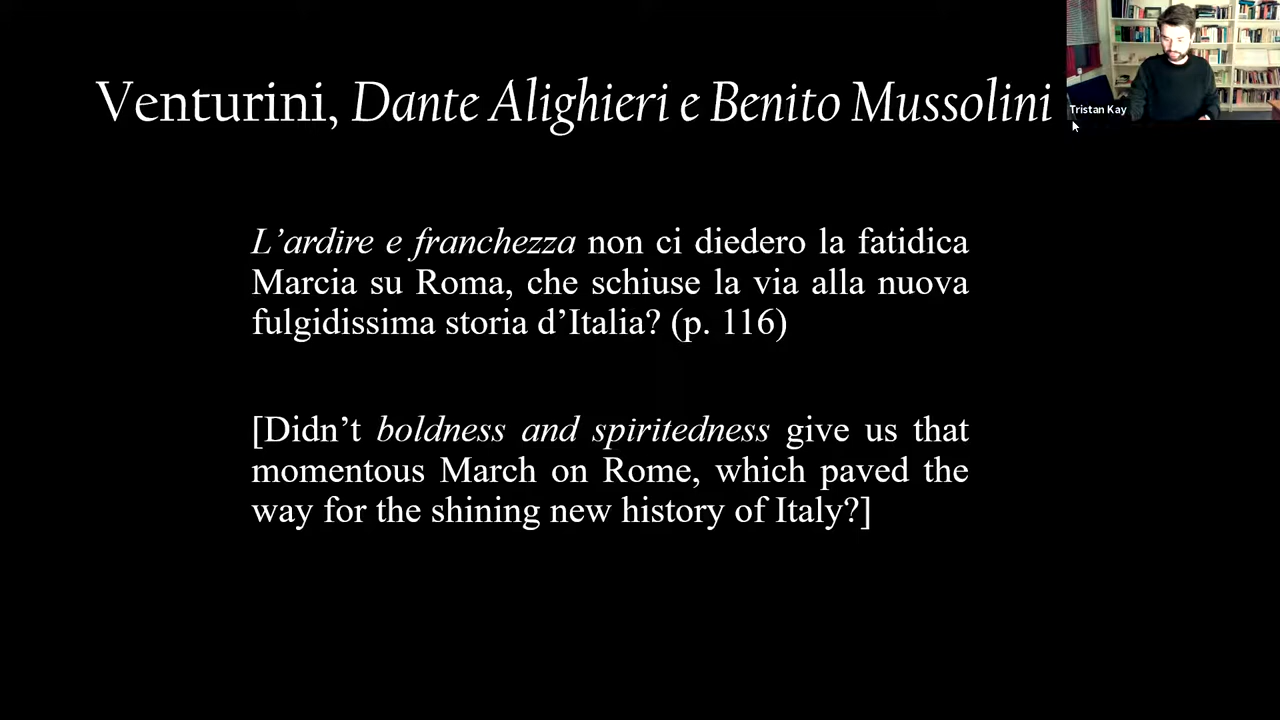 Venturini, Dante Alighieri e Benito Mussolini
Tristan Kay
L’ardire e franchezza non ci diedero la fatidica
Marcia su Roma, che schiuse la via alla nuova
fulgidissima storia d’Italia? (p. 116)
[Didn’t boldness and spiritedness give us that
momentous March on Rome, which paved the
way for the shining new history of Italy?]